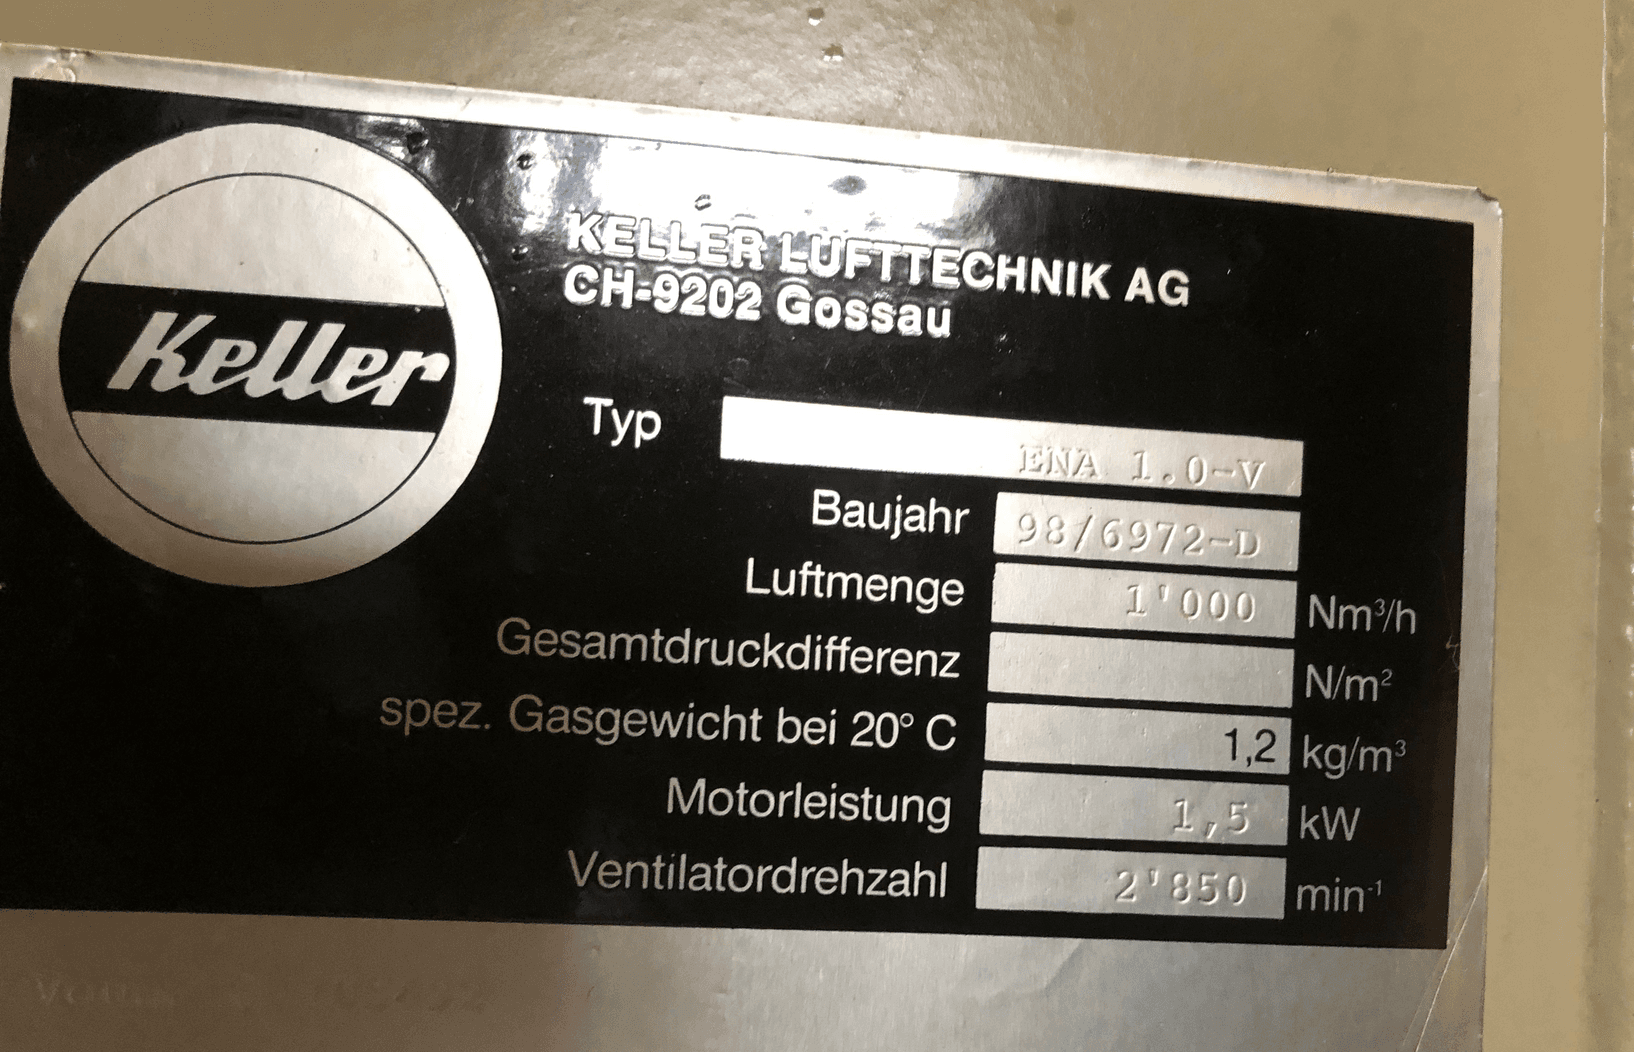 Keller
KELLER LUFTTECHNIK AG
CH-9202 Gossau
Typ ENA 1.0-V
Baujahr 98/6972-D
Luftmenge 1'000 Nm³/h
Gesamtdruckdifferenz N/m²
spez. Gasgewicht bei 20° C 1,2 kg/m³
Motorleistung 1,5 kW
Ventilatordrehzahl 2'850 min⁻¹